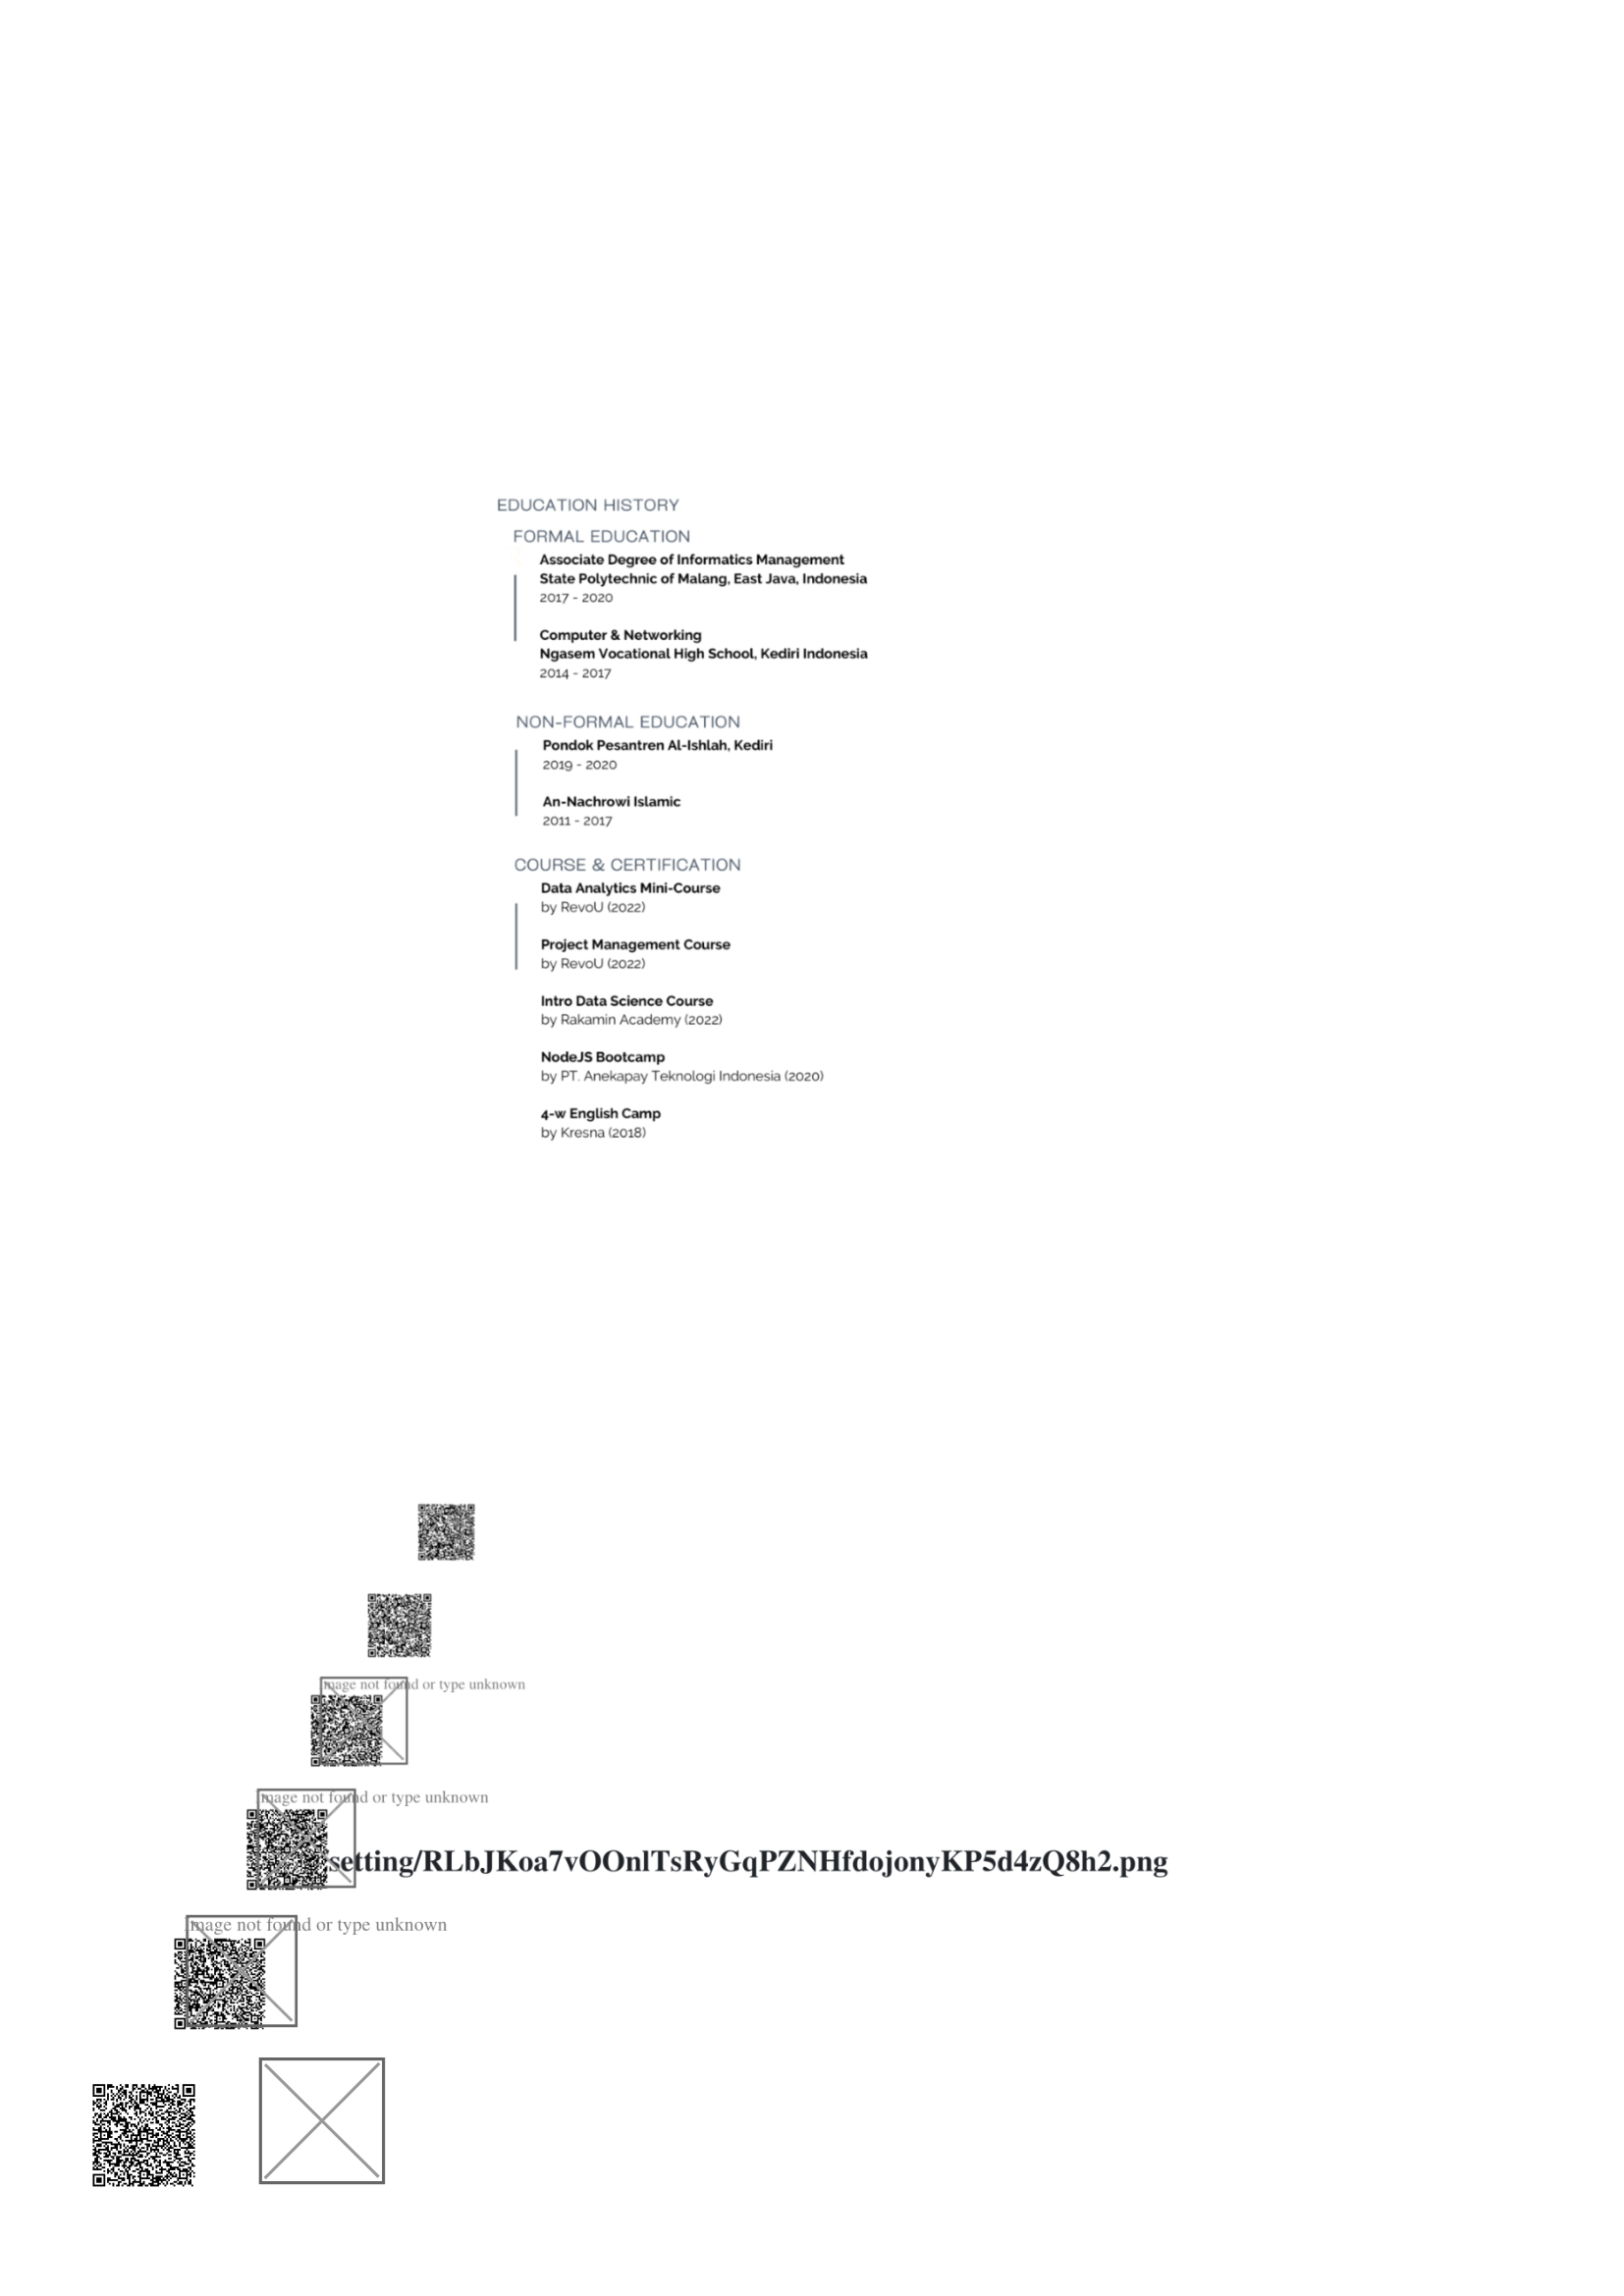 EDUCATION HISTORY
FORMAL EDUCATION
Associate Degree of Informatics Management
State Polytechnic of Malang, East Java, Indonesia
2017 - 2020
Computer & Networking
Ngasem Vocational High School, Kediri Indonesia
2014 - 2017
NON-FORMAL EDUCATION
Pondok Pesantren Al-Ishlah, Kediri
2019 - 2020
An-Nachrowi Islamic
2011 - 2017
COURSE & CERTIFICATION
Data Analytics Mini-Course
by RevoU (2022)
Project Management Course
by RevoU (2022)
Intro Data Science Course
by Rakamin Academy (2022)
NodeJS Bootcamp
by PT. Anekapay Teknologi Indonesia (2020)
4-w English Camp
by Kresna (2018)
Image not found or type unknown
Image not found or type unknown
setting/RLbJKoa7vOOnlTsRyGqPZNHfdojonyKP5d4zQ8h2.png
Image not found or type unknown